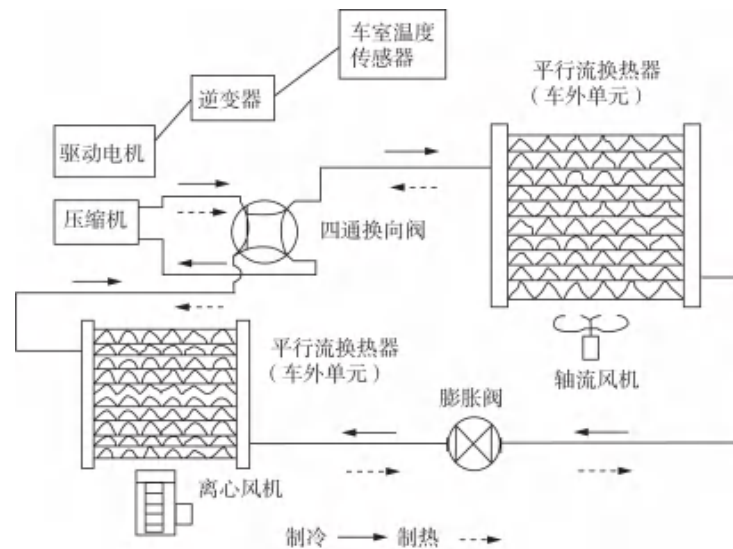 车室温度
传感器
逆变器
驱动电机
平行流换热器
（车外单元）
压缩机
四通换向阀
轴流风机
平行流换热器
（车外单元）
膨胀阀
离心风机
制冷
制热